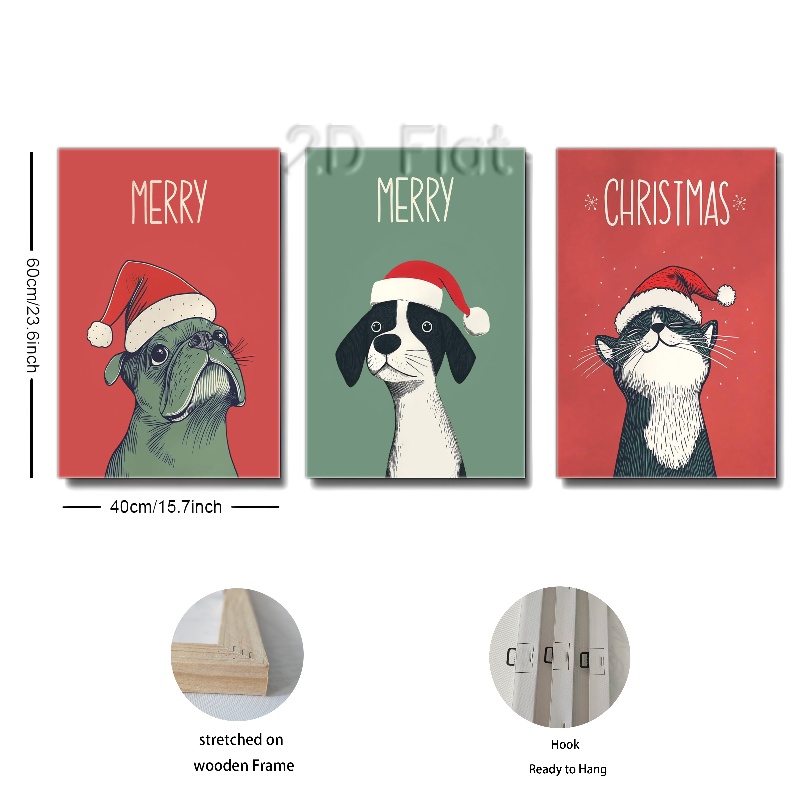 2D Flat
MERRY
MERRY
*CHRISTMAS*
60cm/23.6inch
40cm/15.7inch
stretched on
wooden Frame
Hook
Ready to Hang